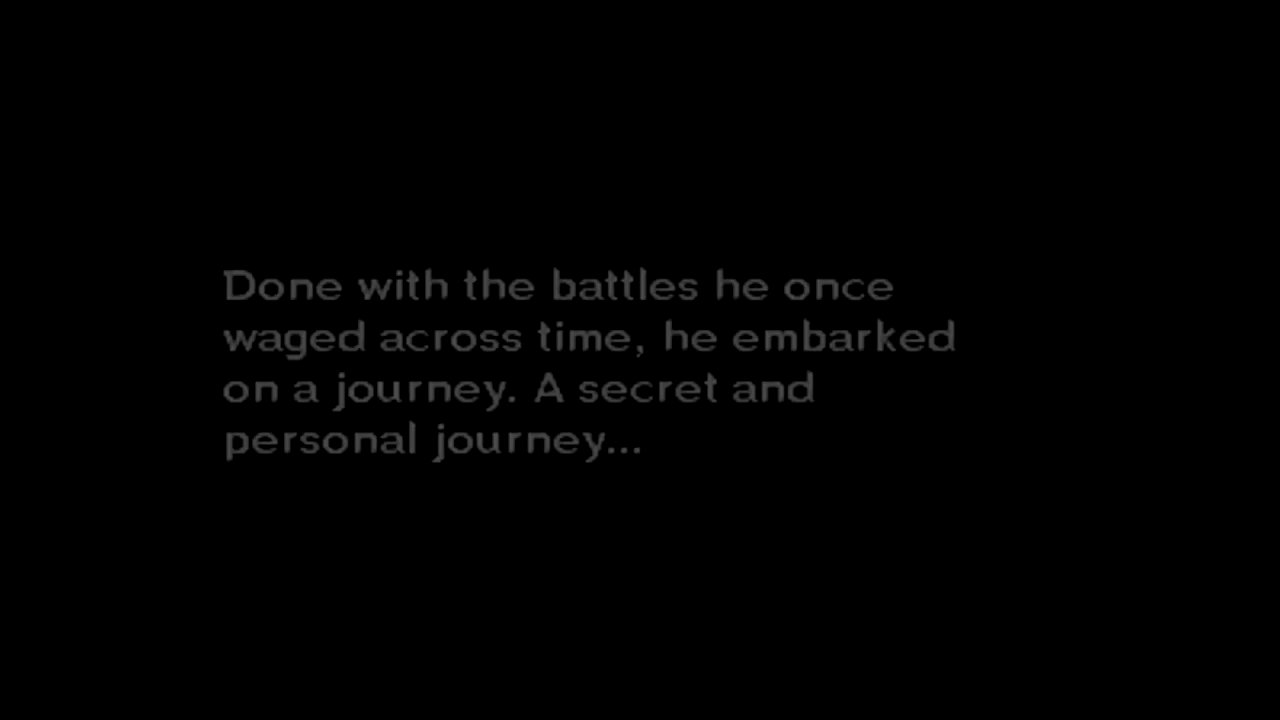 Done with the battles he once
waged across time, he embarked
on a journey. A secret and
personal journey...